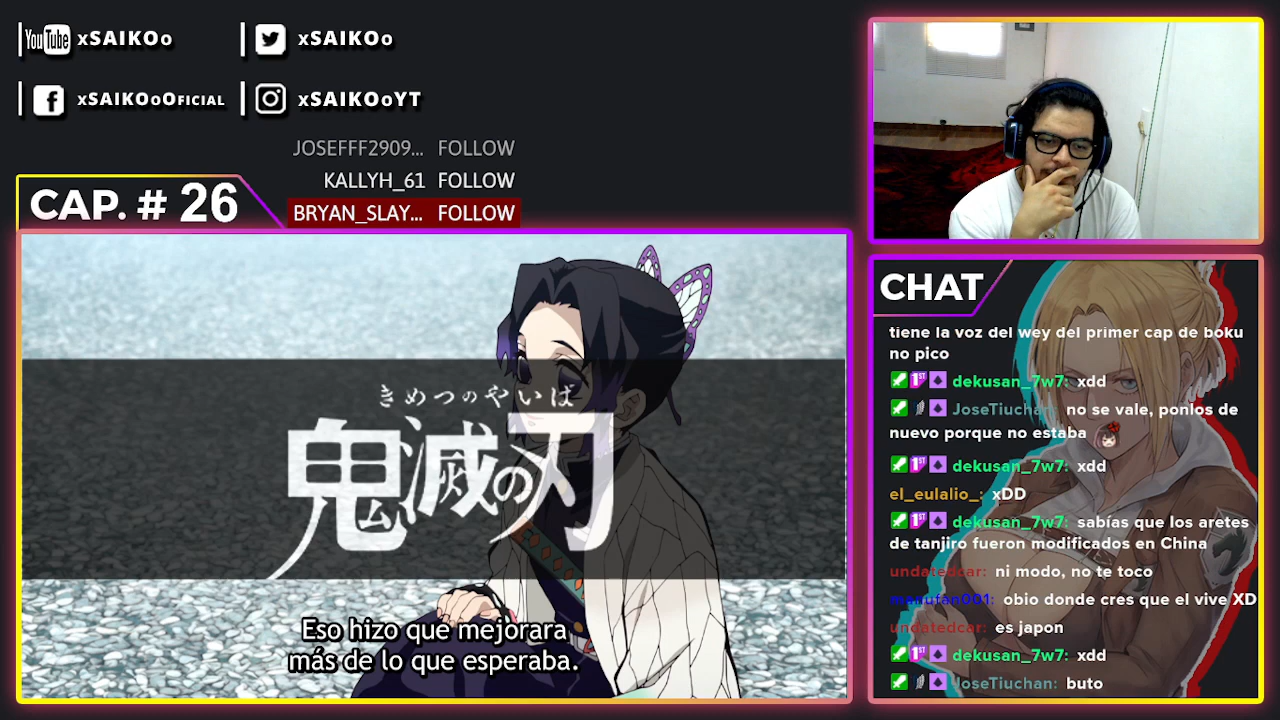 YouTube xSAIKOo
xSAIKOo
xSAIKOoOficial
xSAIKOoYT
JOSEFFF2909... FOLLOW
KALLYH_61 FOLLOW
BRYAN_SLAY... FOLLOW
CAP. # 26
きめつのやいば
鬼滅の刃
Eso hizo que mejorara
más de lo que esperaba.
CHAT
tiene la voz del wey del primer cap de boku
no pico
dekusan_7w7: xdd
JoseTiuchan: no se vale, ponlos de
nuevo porque no estaba
dekusan_7w7: xdd
el_eulalio_: xDD
dekusan_7w7: sabías que los aretes
de tanjiro fueron modificados en China
undatedcar: ni modo, no te toco
manufan001: obio donde cres que el vive XD
undatedcar: es japon
dekusan_7w7: xdd
JoseTiuchan: buto